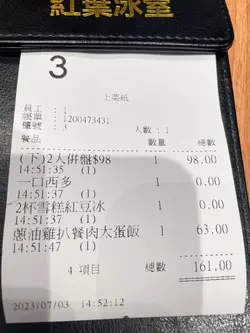 紅葉冰室
3
上菜紙
員工 : 1
帳單 : 1200473431
檯號 : 3
人數 : 1
餐品 數量 總數
(下)2人併盤$98 1 98.00
14:51:35 (1)
一口西多 1 0.00
14:51:37 (1)
2杯雪糕紅豆冰 1 0.00
14:51:41 (1)
蔥油雞扒餐肉太蛋飯 1 63.00
14:51:47 (1)
4 項目 總數 161.00
2023/07/03 14:52:12